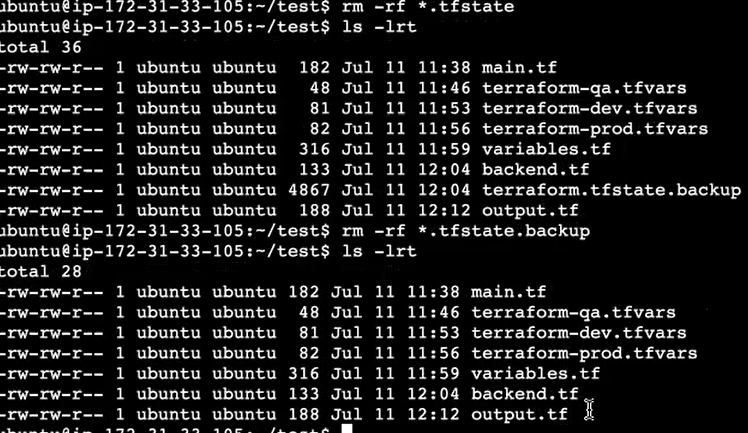 ubuntu@ip-172-31-33-105:~/test$ rm -rf *.tfstate
ubuntu@ip-172-31-33-105:~/test$ ls -lrt
total 36
-rw-rw-r-- 1 ubuntu ubuntu  182 Jul 11 11:38 main.tf
-rw-rw-r-- 1 ubuntu ubuntu   48 Jul 11 11:46 terraform-qa.tfvars
-rw-rw-r-- 1 ubuntu ubuntu   81 Jul 11 11:53 terraform-dev.tfvars
-rw-rw-r-- 1 ubuntu ubuntu   82 Jul 11 11:56 terraform-prod.tfvars
-rw-rw-r-- 1 ubuntu ubuntu  316 Jul 11 11:59 variables.tf
-rw-rw-r-- 1 ubuntu ubuntu  133 Jul 11 12:04 backend.tf
-rw-rw-r-- 1 ubuntu ubuntu 4867 Jul 11 12:04 terraform.tfstate.backup
-rw-rw-r-- 1 ubuntu ubuntu  188 Jul 11 12:12 output.tf
ubuntu@ip-172-31-33-105:~/test$ rm -rf *.tfstate.backup
ubuntu@ip-172-31-33-105:~/test$ ls -lrt
total 28
-rw-rw-r-- 1 ubuntu ubuntu 182 Jul 11 11:38 main.tf
-rw-rw-r-- 1 ubuntu ubuntu  48 Jul 11 11:46 terraform-qa.tfvars
-rw-rw-r-- 1 ubuntu ubuntu  81 Jul 11 11:53 terraform-dev.tfvars
-rw-rw-r-- 1 ubuntu ubuntu  82 Jul 11 11:56 terraform-prod.tfvars
-rw-rw-r-- 1 ubuntu ubuntu 316 Jul 11 11:59 variables.tf
-rw-rw-r-- 1 ubuntu ubuntu 133 Jul 11 12:04 backend.tf
-rw-rw-r-- 1 ubuntu ubuntu 188 Jul 11 12:12 output.tf
ubuntu@ip-172-31-33-105:~/test$